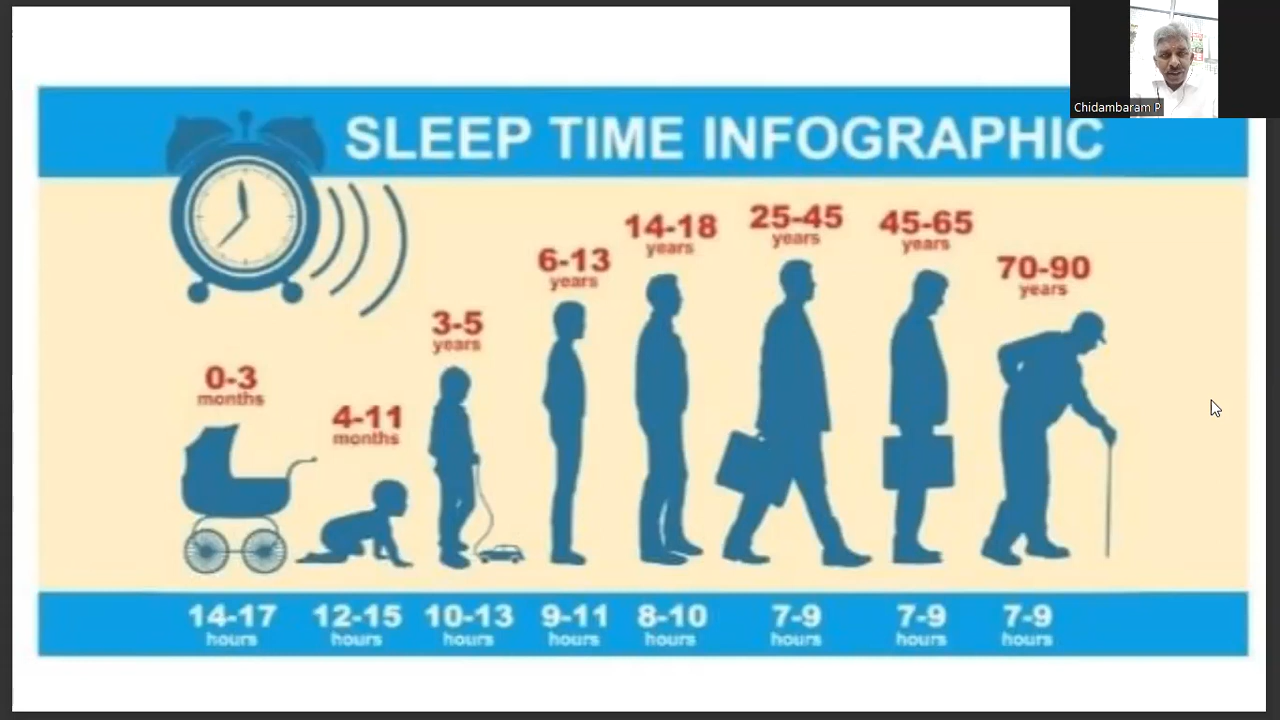 Chidambaram P
SLEEP TIME INFOGRAPHIC
0-3
months
4-11
months
3-5
years
6-13
years
14-18
years
25-45
years
45-65
years
70-90
years
14-17
hours
12-15
hours
10-13
hours
9-11
hours
8-10
hours
7-9
hours
7-9
hours
7-9
hours